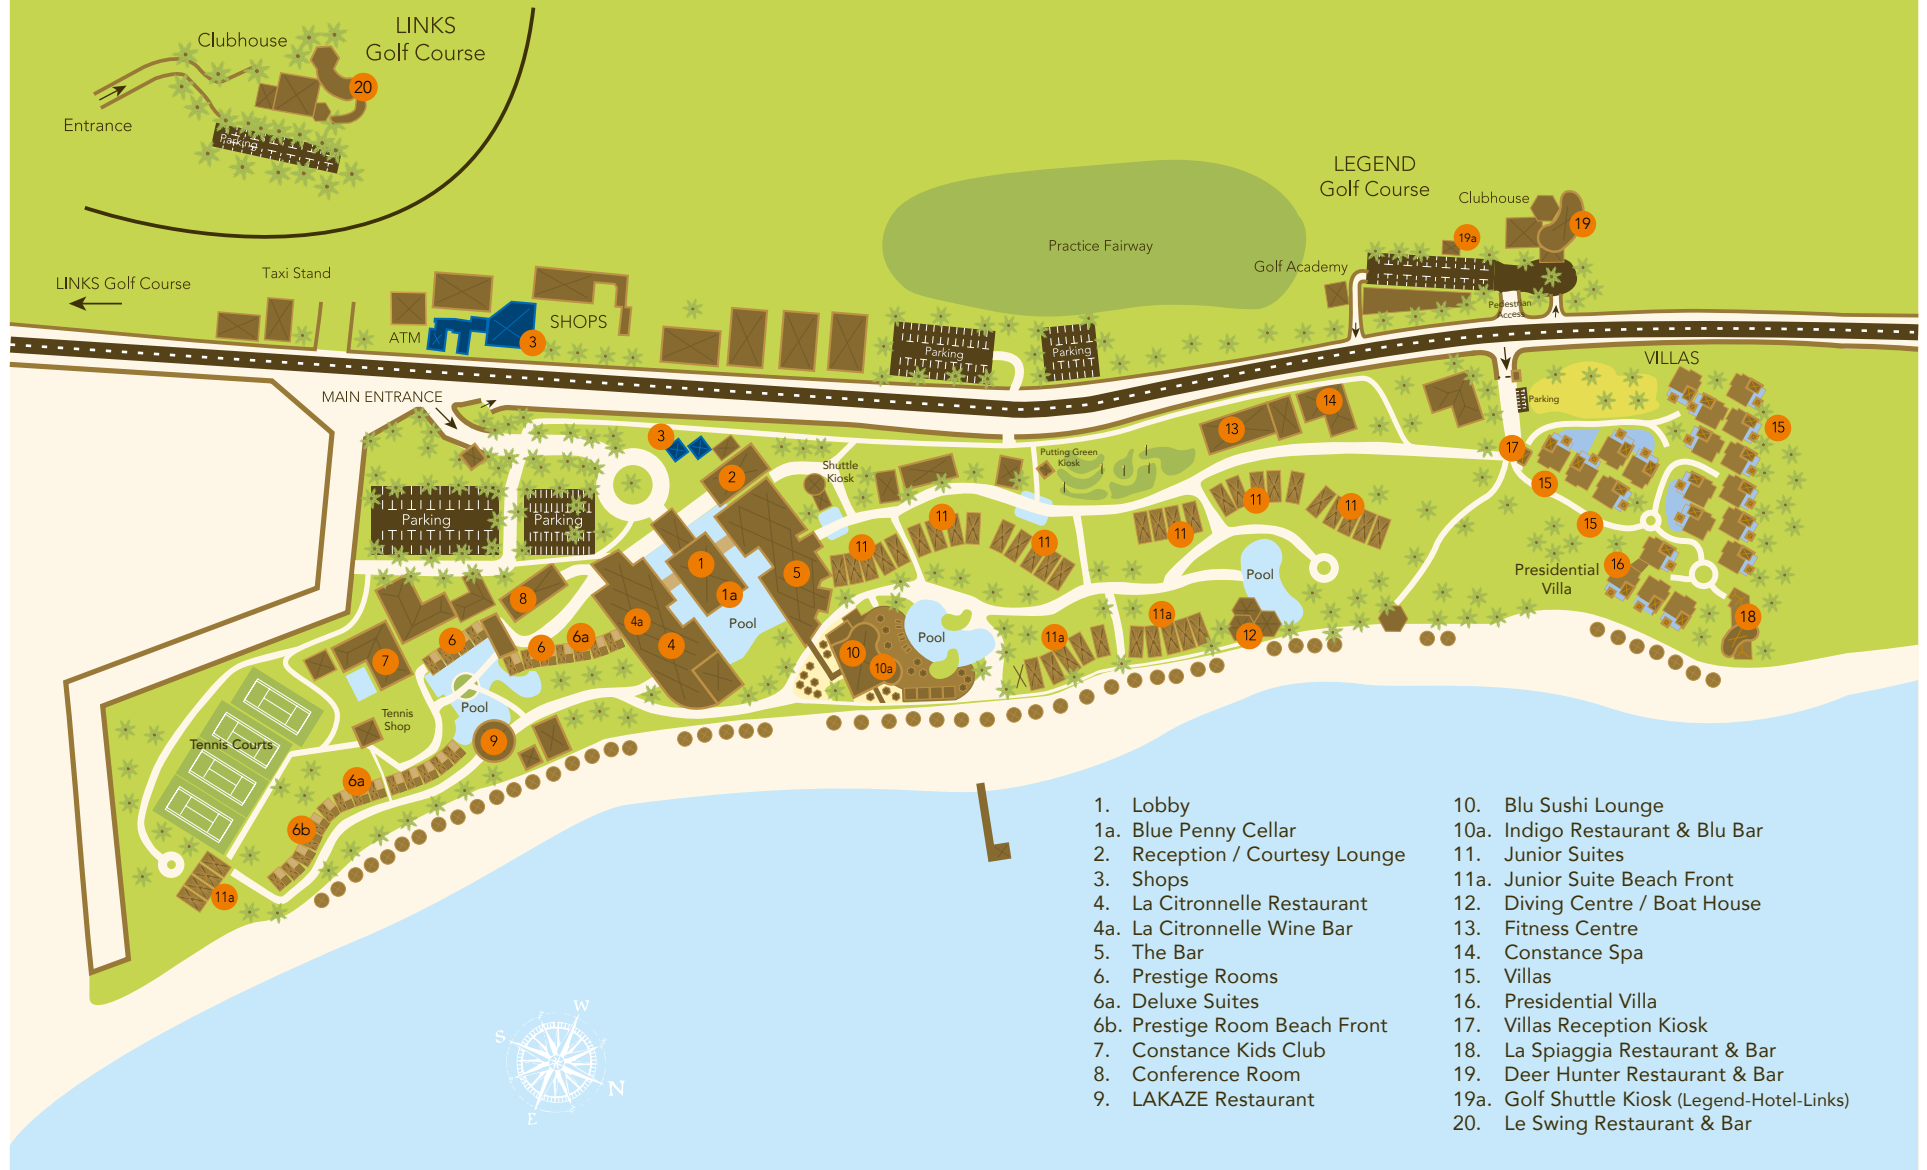 LINKS
Golf Course
Clubhouse
20
Entrance
Parking
LINKS Golf Course
Taxi Stand
ATM
SHOPS
3
MAIN ENTRANCE
Practice Fairway
LEGEND
Golf Course
Clubhouse
19
19a
Golf Academy
Pedestrian
Access
Parking
Parking
VILLAS
Parking
15
17
15
15
16
Presidential
Villa
18
14
13
Putting Green
Kiosk
Shuttle
Kiosk
3
2
Parking
Parking
1
1a
5
Pool
4a
4
8
6
6
6a
7
Pool
9
Tennis
Shop
Tennis Courts
6a
6b
11a
11
11
11
11
11
11
10
10a
Pool
11a
11a
12
Pool
1. Lobby
1a. Blue Penny Cellar
2. Reception / Courtesy Lounge
3. Shops
4. La Citronnelle Restaurant
4a. La Citronnelle Wine Bar
5. The Bar
6. Prestige Rooms
6a. Deluxe Suites
6b. Prestige Room Beach Front
7. Constance Kids Club
8. Conference Room
9. LAKAZE Restaurant
10. Blu Sushi Lounge
10a. Indigo Restaurant & Blu Bar
11. Junior Suites
11a. Junior Suite Beach Front
12. Diving Centre / Boat House
13. Fitness Centre
14. Constance Spa
15. Villas
16. Presidential Villa
17. Villas Reception Kiosk
18. La Spiaggia Restaurant & Bar
19. Deer Hunter Restaurant & Bar
19a. Golf Shuttle Kiosk (Legend-Hotel-Links)
20. Le Swing Restaurant & Bar
W
S
N
E